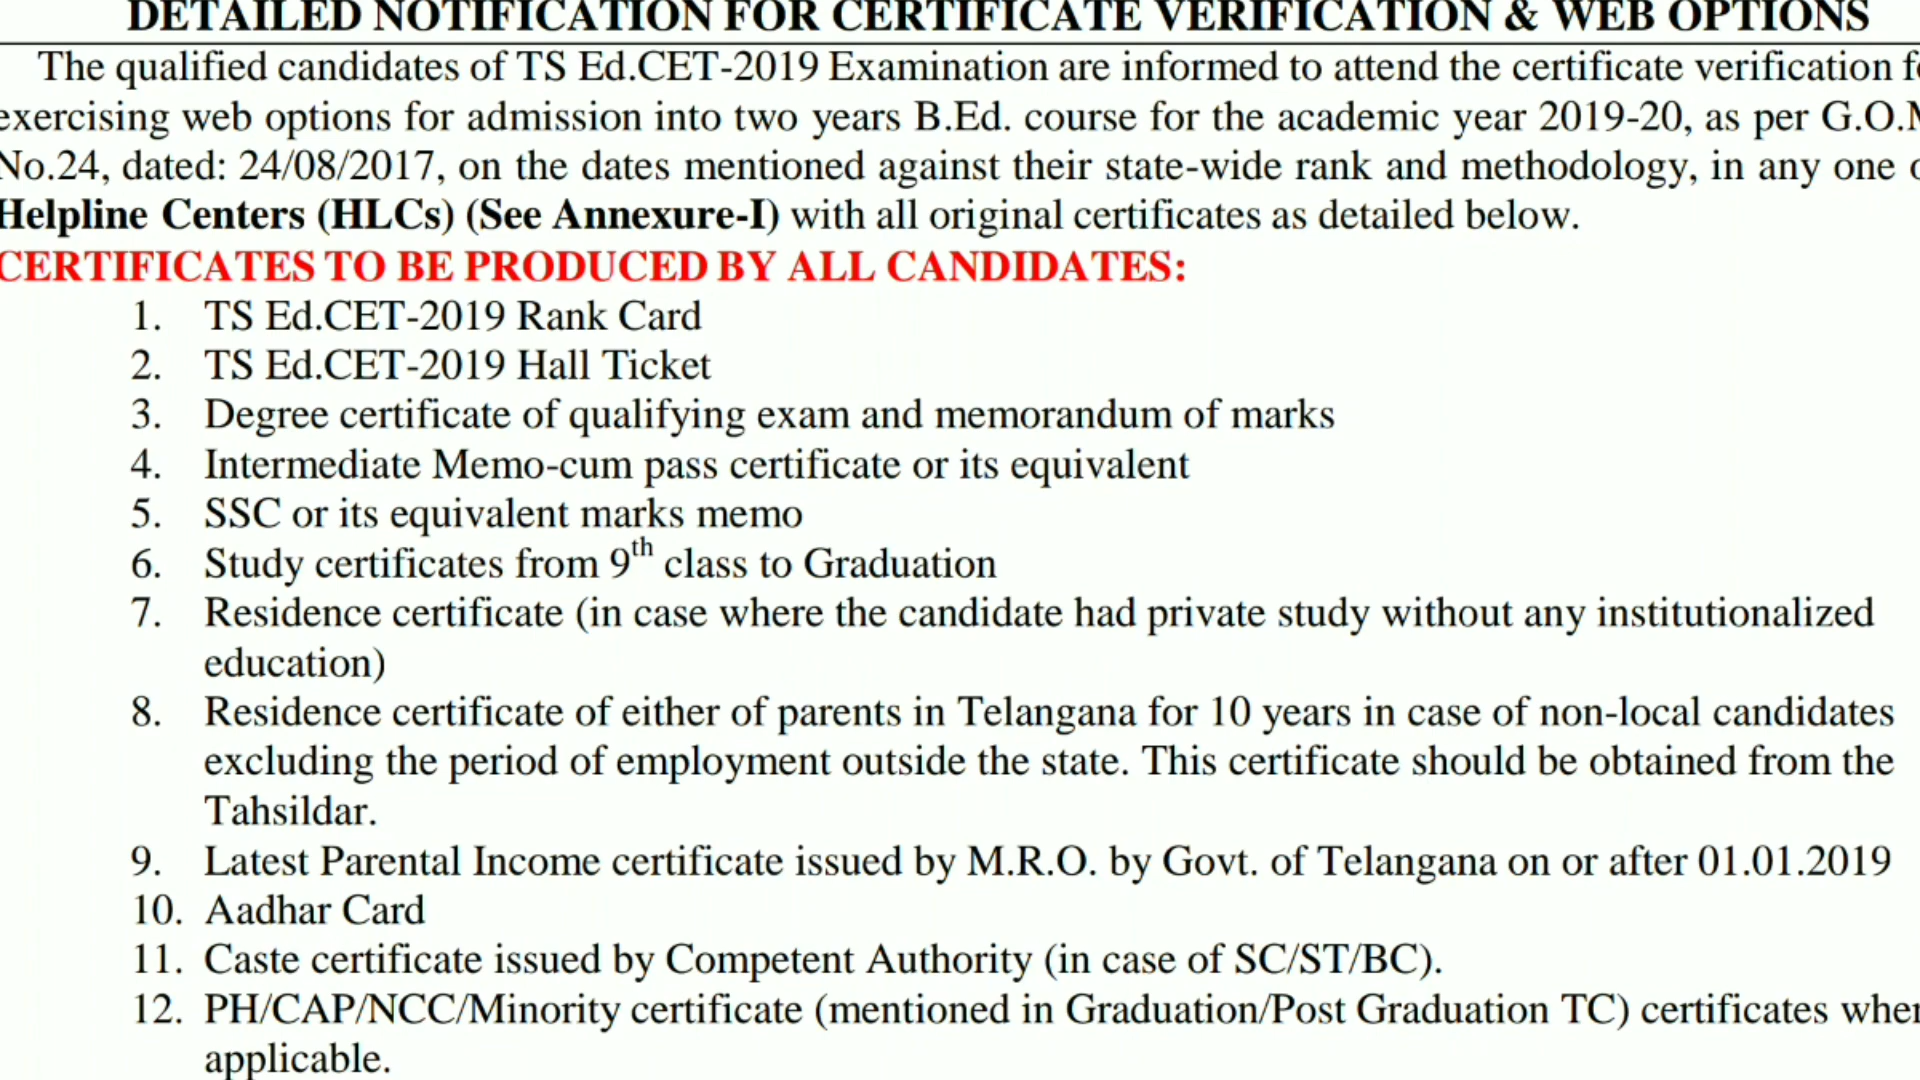 DETAILED NOTIFICATION FOR CERTIFICATE VERIFICATION & WEB OPTIONS
The qualified candidates of TS Ed.CET-2019 Examination are informed to attend the certificate verification
exercising web options for admission into two years B.Ed. course for the academic year 2019-20, as per
No.24, dated: 24/08/2017, on the dates mentioned against their state-wide rank and methodology, in any one
Helpline Centers (HLCs) (See Annexure-I) with all original certificates as detailed below.
CERTIFICATES TO BE PRODUCED BY ALL CANDIDATES:
1. TS Ed.CET-2019 Rank Card
2. TS Ed.CET-2019 Hall Ticket
3. Degree certificate of qualifying exam and memorandum of marks
4. Intermediate Memo-cum pass certificate or its equivalent
5. SSC or its equivalent marks memo
6. Study certificates from 9th class to Graduation
7. Residence certificate (in case where the candidate had private study without any institutionalized
education)
8. Residence certificate of either of parents in Telangana for 10 years in case of non-local candidates
excluding the period of employment outside the state. This certificate should be obtained from the
Tahsildar.
9. Latest Parental Income certificate issued by M.R.O. by Govt. of Telangana on or after 01.01.2019
10. Aadhar Card
11. Caste certificate issued by Competent Authority (in case of SC/ST/BC).
12. PH/CAP/NCC/Minority certificate (mentioned in Graduation/Post Graduation TC) certificates
applicable.